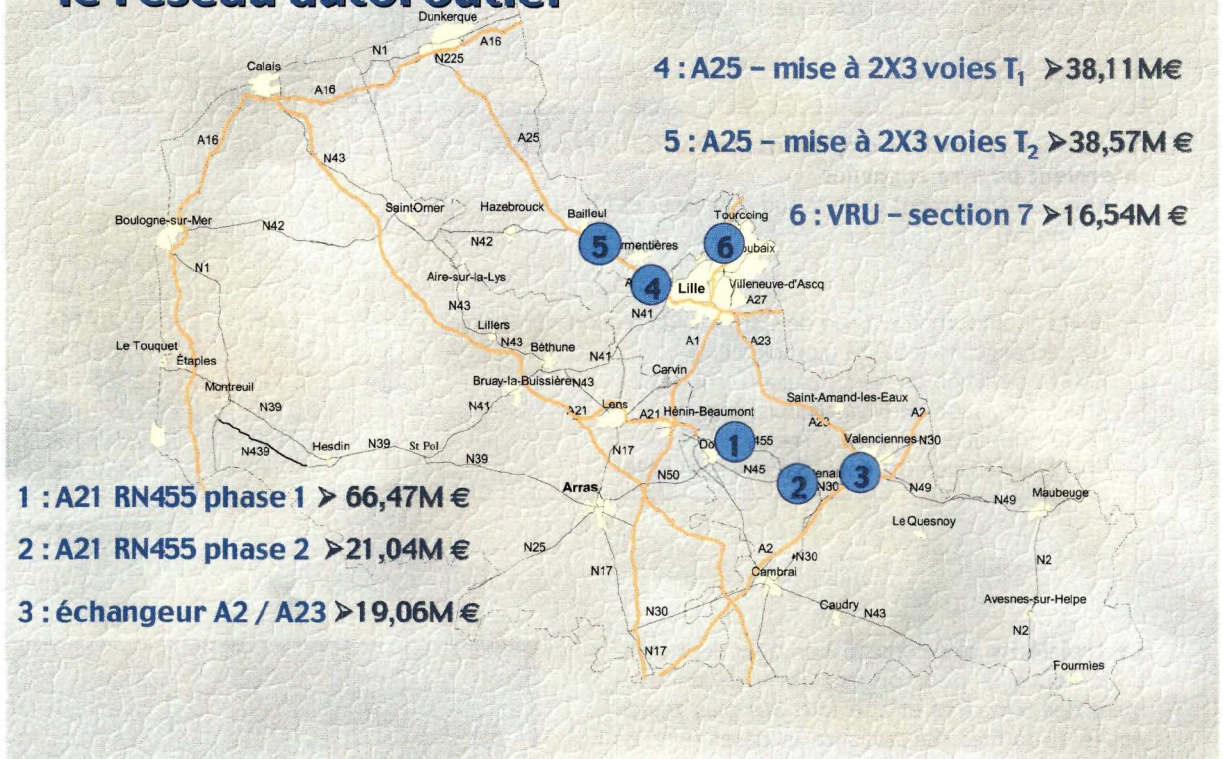 le réseau autoroutier
4 : A25 – mise à 2X3 voies T₁ ➢38,11M€
5 : A25 – mise à 2X3 voies T₂ ➢38,57M €
6 : VRU – section 7 ➢16,54M €
1 : A21 RN455 phase 1 ➢ 66,47M €
2 : A21 RN455 phase 2 ➢21,04M €
3 : échangeur A2 / A23 ➢19,06M €
Dunkerque
A16
N1
N225
Calais
A16
A16
A25
N43
Boulogne-sur-Mer
N42
Saint-Omer
Hazebrouck
Bailleul
Tourcoing
N42
5
6
N1
Aire-sur-la-Lys
4
Lille
Villeneuve-d'Ascq
A27
N43
N41
Lillers
N43
Béthune
N41
A1
A23
Le Touquet
Étaples
Carvin
Montreuil
Bruay-la-Buissière
N43
Saint-Amand-les-Eaux
N39
N41
A21
Lens
A21
Hénin-Beaumont
A2
A23
N439
Hesdin
N39
St Pol
N39
N17
1
455
Valenciennes
N30
N45
N50
2
N30
3
N49
N49
Maubeuge
Arras
Le Quesnoy
N25
N17
A2
N30
N2
Cambrai
N30
Caudry
N43
Avesnes-sur-Helpe
N2
N17
Fourmies